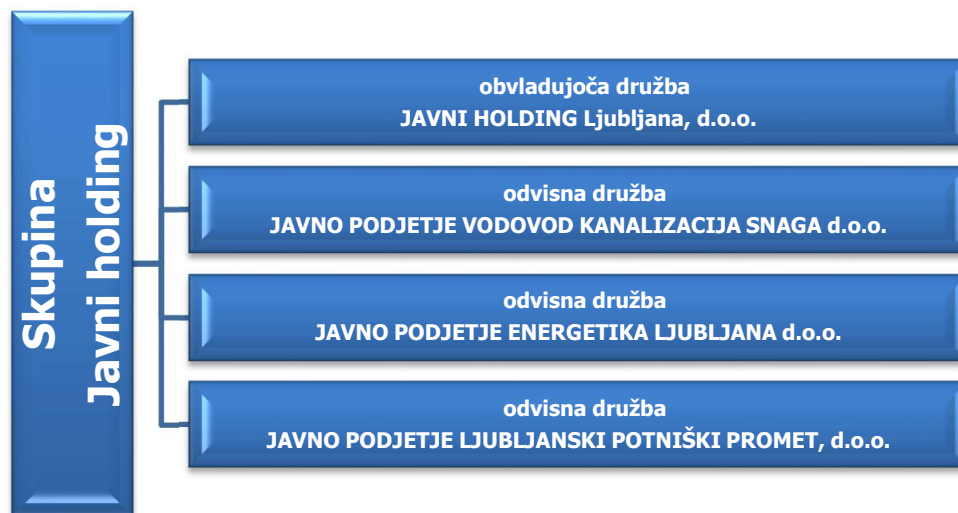 Skupina
Javni holding
obvladujoča družba
JAVNI HOLDING Ljubljana, d.o.o.
odvisna družba
JAVNO PODJETJE VODOVOD KANALIZACIJA SNAGA d.o.o.
odvisna družba
JAVNO PODJETJE ENERGETIKA LJUBLJANA d.o.o.
odvisna družba
JAVNO PODJETJE LJUBLJANSKI POTNIŠKI PROMET, d.o.o.